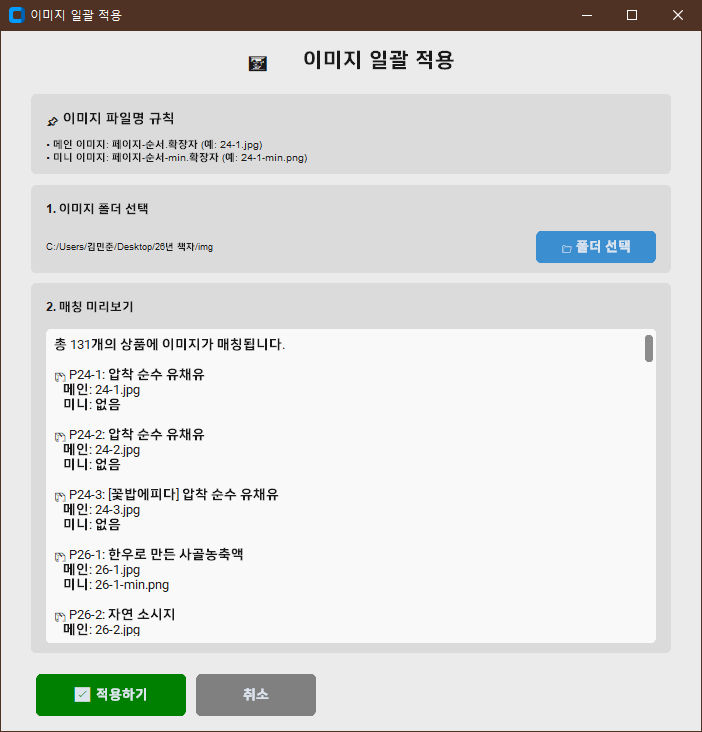 이미지 일괄 적용
이미지 일괄 적용
이미지 파일명 규칙
• 메인 이미지: 페이지-순서.확장자 (예: 24-1.jpg)
• 미니 이미지: 페이지-순서-min.확장자 (예: 24-1-min.png)
1. 이미지 폴더 선택
C:/Users/김민준/Desktop/26년 책자/img
폴더 선택
2. 매칭 미리보기
총 131개의 상품에 이미지가 매칭됩니다.
P24-1: 압착 순수 유채유
메인: 24-1.jpg
미니: 없음
P24-2: 압착 순수 유채유
메인: 24-2.jpg
미니: 없음
P24-3: [꽃밥에피다] 압착 순수 유채유
메인: 24-3.jpg
미니: 없음
P26-1: 한우로 만든 사골농축액
메인: 26-1.jpg
미니: 26-1-min.png
P26-2: 자연 소시지
메인: 26-2.jpg
적용하기
취소